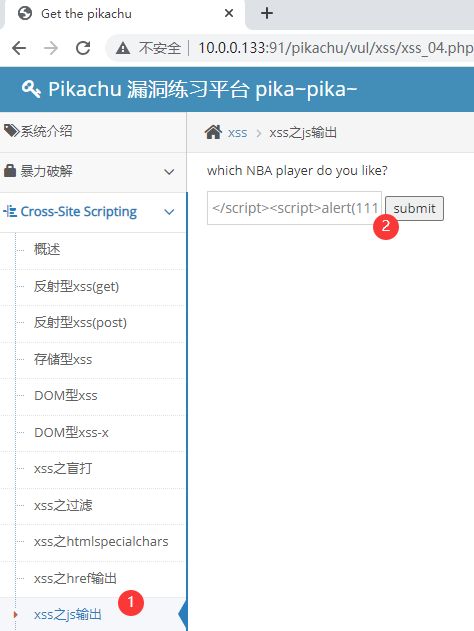 Get the pikachu
不安全 10.0.0.133:91/pikachu/vul/xss/xss_04.php
Pikachu 漏洞练习平台 pika~pika~
系统介绍
xss
xss之js输出
暴力破解
which NBA player do you like?
Cross-Site Scripting
</script><script>alert(111
submit
2
概述
反射型xss(get)
反射型xss(post)
存储型xss
DOM型xss
DOM型xss-x
xss之盲打
xss之过滤
xss之htmlspecialchars
xss之href输出
xss之js输出
1